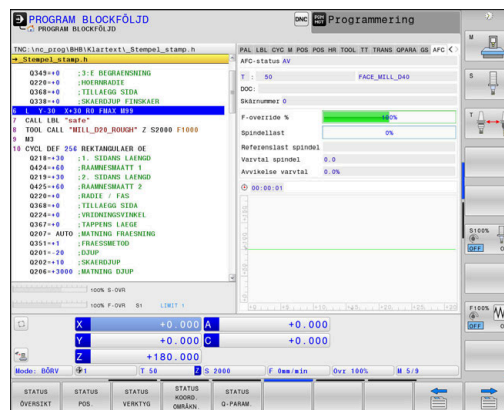 PROGRAM BLOCKFÖLJD
PROGRAM BLOCKFÖLJD
DNC
Programmering
TNC:\nc_prog\BHB\Klartext\_Stempel_stamp.h
→_Stempel_stamp.h
Q349=+0 ;3:E BEGRAENSNING
Q220=+0 ;HOERNRADIE
Q368=+0 ;TILLAEGG SIDA
Q338=+0 ;SKAERDJUP FINSKAER
6 L Y-30 X+30 R0 FMAX M99
7 CALL LBL "safe"
8 TOOL CALL "MILL_D20_ROUGH" Z S2000 F1000
9 M3
10 CYCL DEF 256 REKTANGULAER OE
Q218=+30 ;1. SIDANS LAENGD
Q424=+60 ;RAAMNESMAATT 1
Q219=+30 ;2. SIDANS LAENGD
Q425=+60 ;RAAMNESMAATT 2
Q220=+0 ;RADIE / FAS
Q368=+0 ;TILLAEGG SIDA
Q224=+0 ;VRIDNINGSVINKEL
Q367=+0 ;TAPPENS LAEGE
Q207= AUTO ;MATNING FRAESNING
Q351=+1 ;FRAESMETOD
Q201=-20 ;DJUP
Q202=+10 ;SKAERDJUP
Q206=+3000 ;MATNING DJUP
100% S-OVR
100% F-OVR S1 LIMIT 1
PAL LBL CYC M POS POS HR TOOL TT TRANS QPARA GS AFC
AFC-status AV
T : 50 FACE_MILL_D40
DOC:
Skärnummer 0
F-override % 100%
Spindellast 0%
Referenslast spindel
Varvtal spindel 0.0
Avvikelse varvtal 0.0%
00:00:01
X +0.000 A +0.000
Y +0.000 C +0.000
Z +180.000
Mode: BÖRV 1 T 50 Z S 2000 F 0mm/min Ovr 100% M 5/9
STATUS ÖVERSIKT
STATUS POS.
STATUS VERKTYG
STATUS KOORD. OMRÄKN.
STATUS Q-PARAM.
M
S
T
S100%
OFF
F100%
OFF